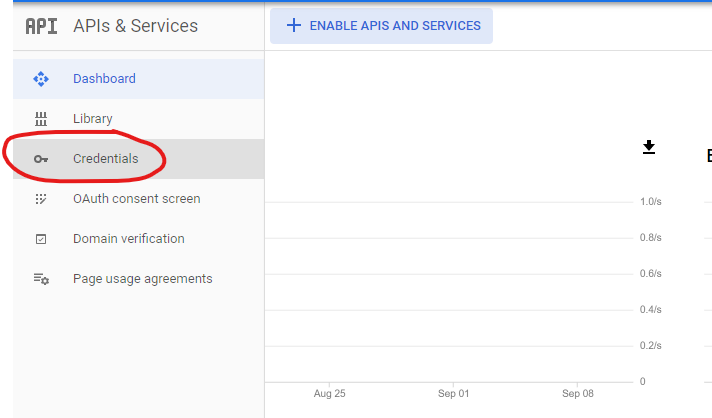 API APIs & Services
ENABLE APIS AND SERVICES
Dashboard
Library
Credentials
OAuth consent screen
Domain verification
Page usage agreements
1.0/s
0.8/s
0.6/s
0.4/s
0.2/s
0
Aug 25
Sep 01
Sep 08